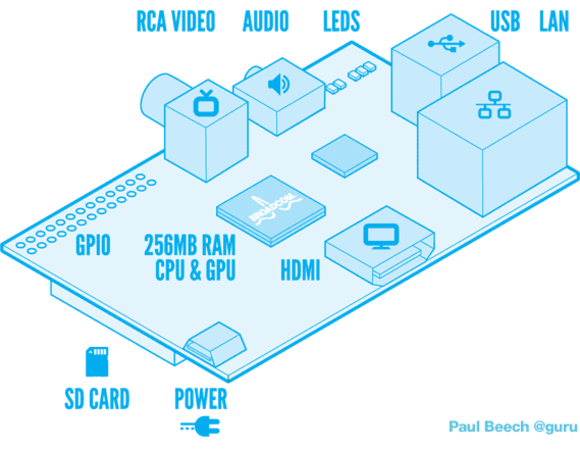 RCA VIDEO
AUDIO
LEDS
USB
LAN
BROADCOM
GPIO
256MB RAM
CPU & GPU
HDMI
SD CARD
POWER
Paul Beech @guru